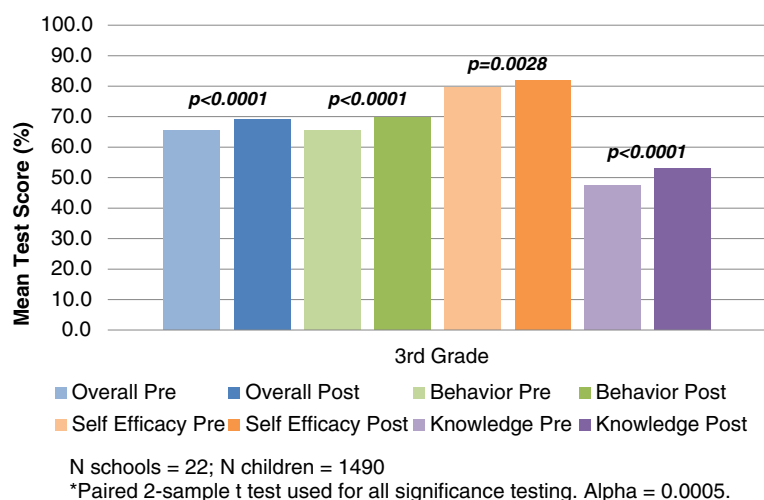 100.0
90.0
80.0
70.0
60.0
50.0
40.0
30.0
20.0
10.0
0.0
Mean Test Score (%)
p<0.0001
p<0.0001
p=0.0028
p<0.0001
3rd Grade
Overall Pre Overall Post Behavior Pre Behavior Post
Self Efficacy Pre Self Efficacy Post Knowledge Pre Knowledge Post
N schools = 22; N children = 1490
*Paired 2-sample t test used for all significance testing. Alpha = 0.0005.